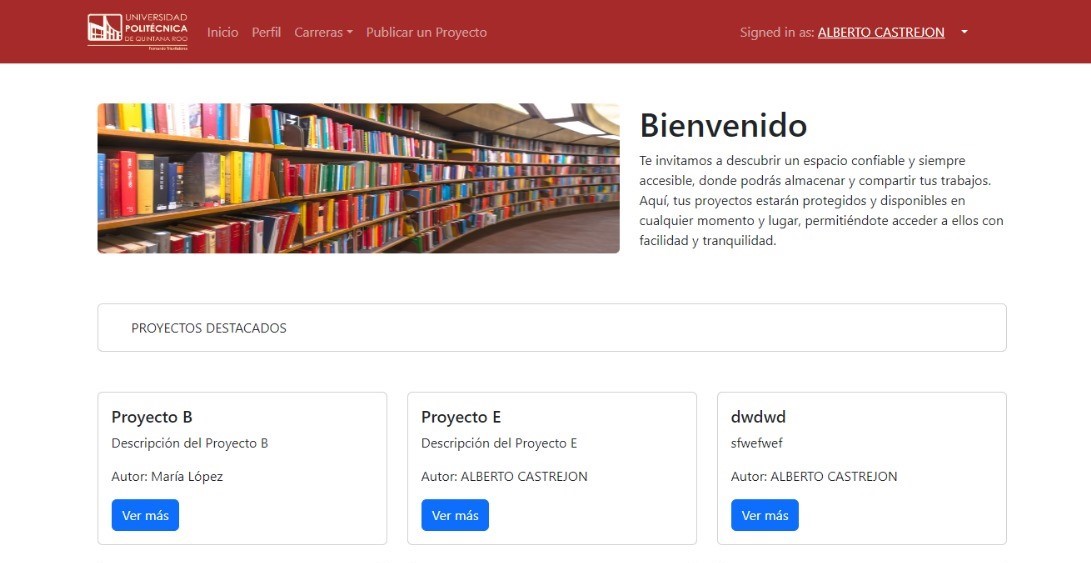 UNIVERSIDAD
POLITÉCNICA
DE QUINTANA ROO
Inicio Perfil Carreras Publicar un Proyecto
Signed in as: ALBERTO CASTREJON
Bienvenido
Te invitamos a descubrir un espacio confiable y siempre
accesible, donde podrás almacenar y compartir tus trabajos.
Aquí, tus proyectos estarán protegidos y disponibles en
cualquier momento y lugar, permitiéndote acceder a ellos con
facilidad y tranquilidad.
PROYECTOS DESTACADOS
Proyecto B
Descripción del Proyecto B
Autor: María López
Ver más
Proyecto E
Descripción del Proyecto E
Autor: ALBERTO CASTREJON
Ver más
dwdwd
sfwefwef
Autor: ALBERTO CASTREJON
Ver más